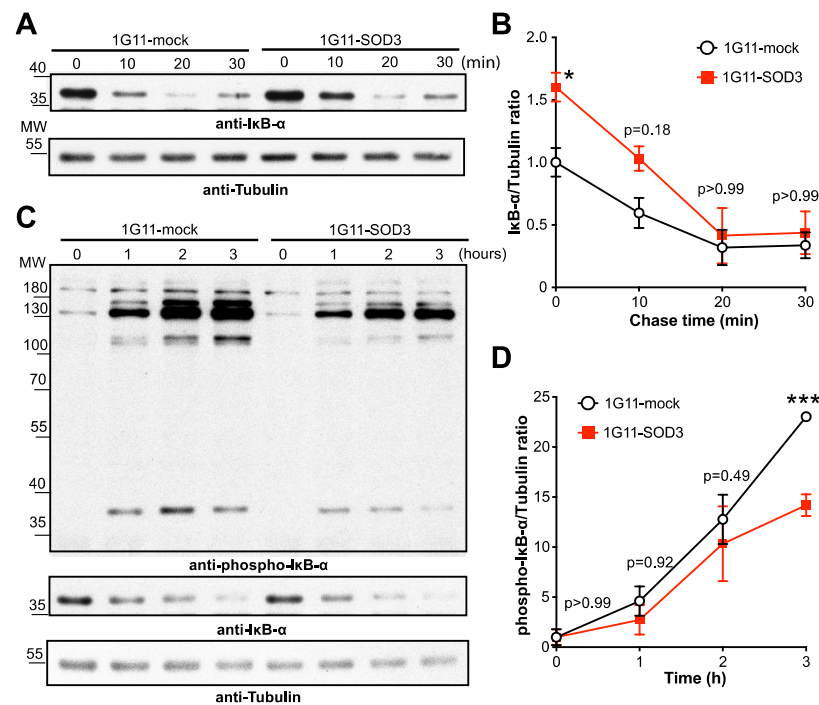 A
1G11-mock 1G11-SOD3
0 10 20 30 0 10 20 30 (min)
40
35
anti-IκB-α
MW
55
anti-Tubulin
B
2.0
1.5
1.0
0.5
0
IκB-α/Tubulin ratio
1G11-mock
1G11-SOD3
*
p=0.18
p>0.99
p>0.99
0 10 20 30
Chase time (min)
C
1G11-mock 1G11-SOD3
0 1 2 3 0 1 2 3 (hours)
MW
180
130
100
70
55
40
35
anti-phospho-IκB-α
35
anti-IκB-α
55
anti-Tubulin
D
25
20
15
10
5
0
phospho-IκB-α/Tubulin ratio
1G11-mock
1G11-SOD3
***
p=0.49
p=0.92
p>0.99
0 1 2 3
Time (h)